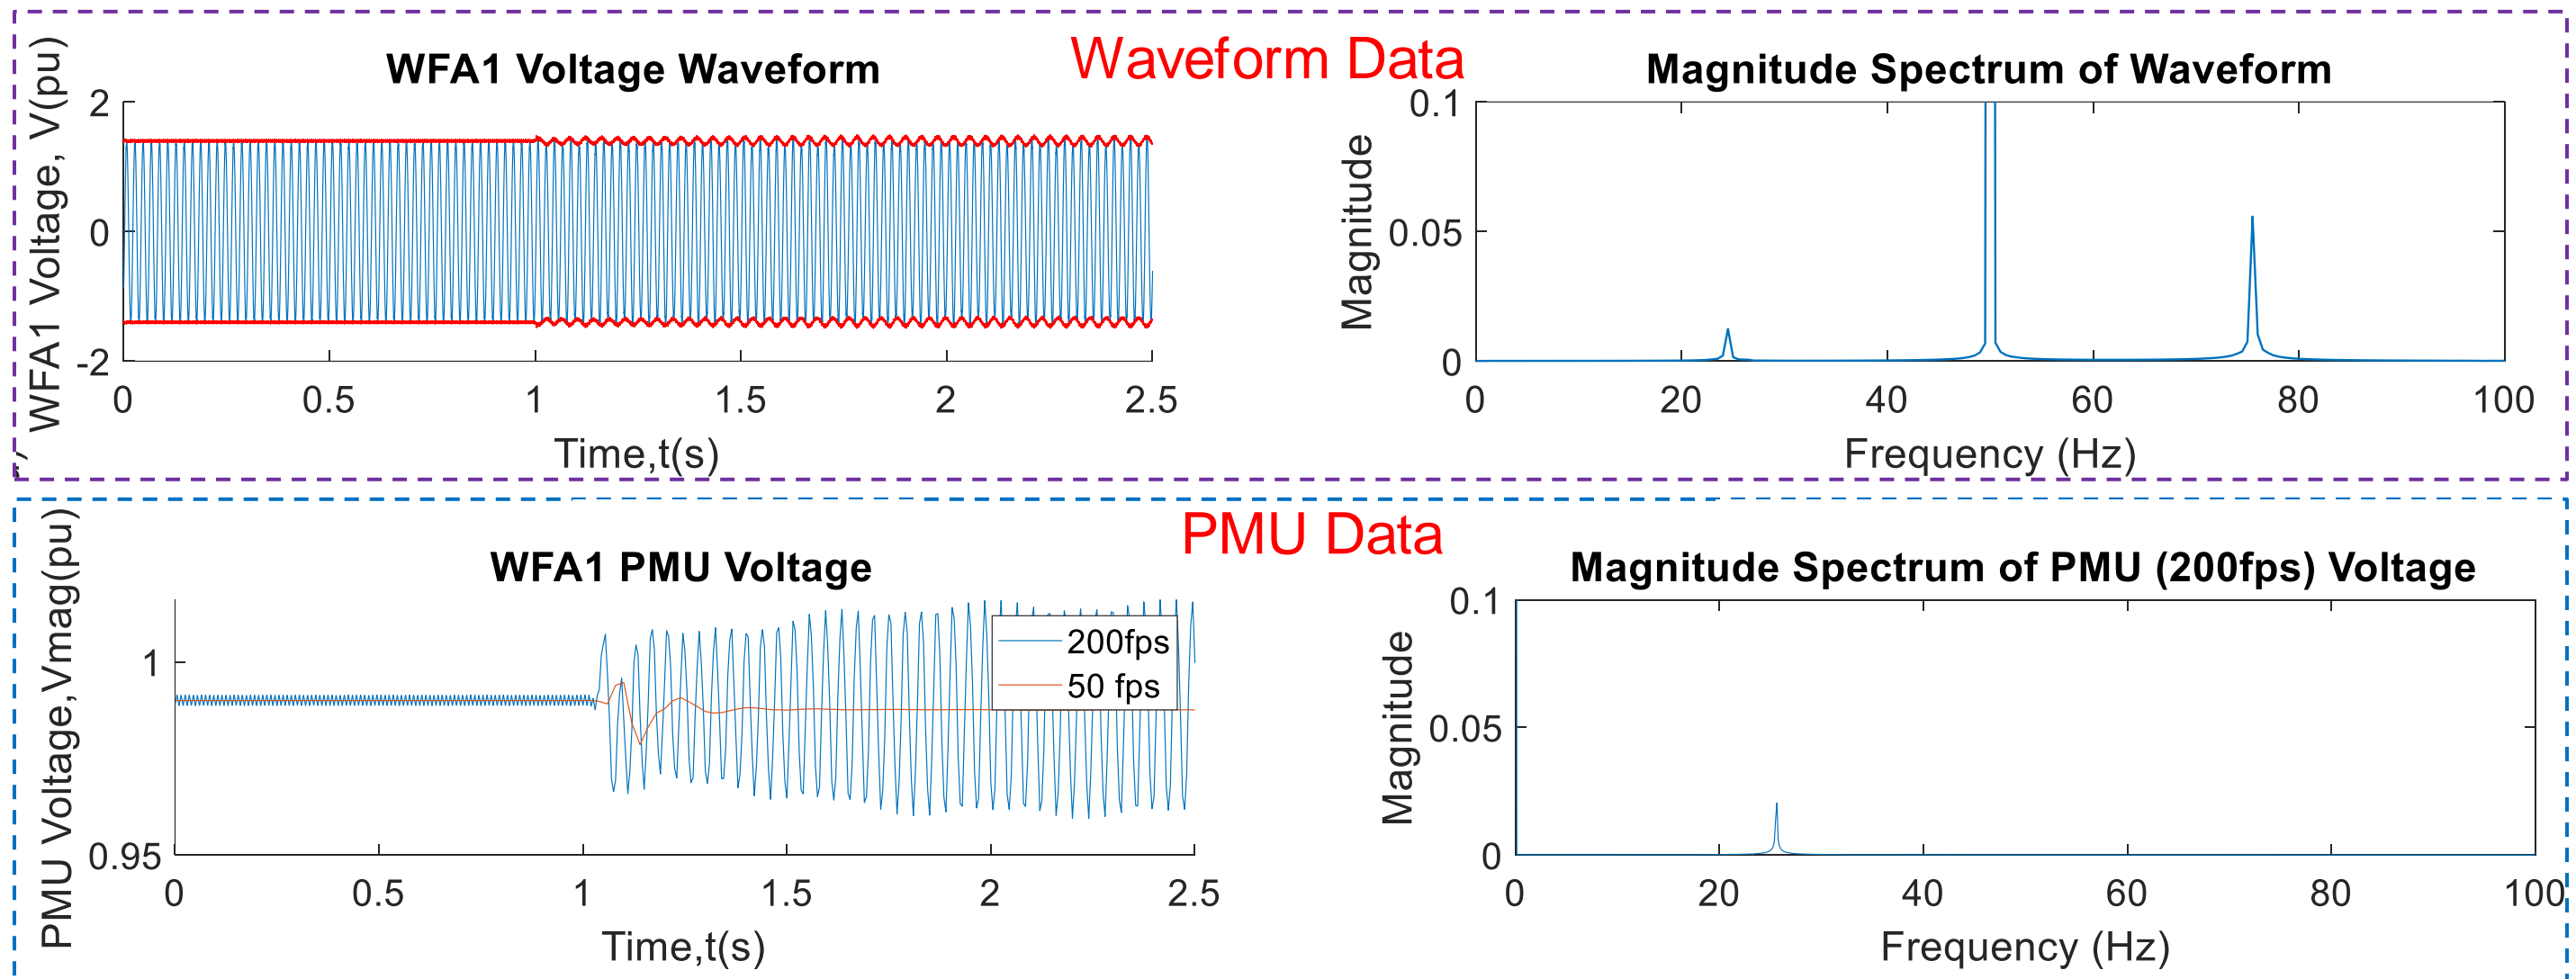 Waveform Data
WFA1 Voltage Waveform
WFA1 Voltage, V(pu)
2
0
-2
0 0.5 1 1.5 2 2.5
Time,t(s)
Magnitude Spectrum of Waveform
Magnitude
0.1
0.05
0
0 20 40 60 80 100
Frequency (Hz)
PMU Data
WFA1 PMU Voltage
PMU Voltage,Vmag(pu)
1
0.95
200fps
50 fps
0 0.5 1 1.5 2 2.5
Time,t(s)
Magnitude Spectrum of PMU (200fps) Voltage
Magnitude
0.1
0.05
0
0 20 40 60 80 100
Frequency (Hz)